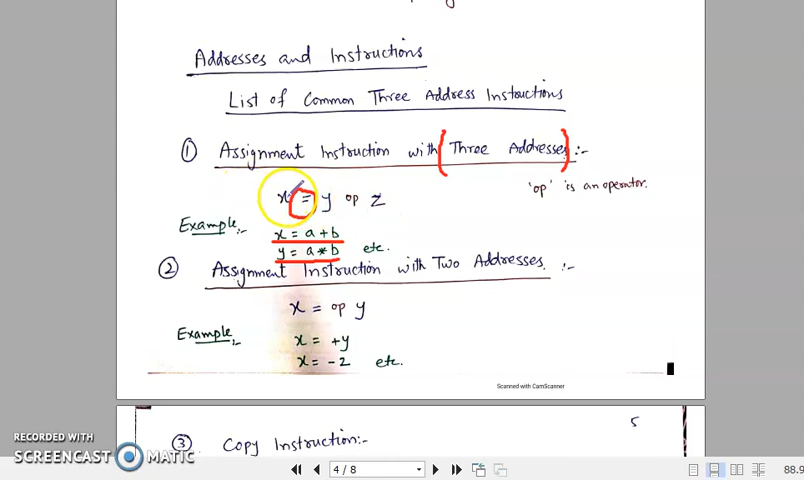 Addresses and Instructions
List of Common Three Address Instructions
① Assignment Instruction with (Three Addresses) :-
'op' is an operator.
x = y op z
Example:-
x = a + b
y = a * b etc.
② Assignment Instruction with Two Addresses. :-
x = op y
Example:-
x = +y
x = -2 etc.
Scanned with CamScanner
5
③ Copy Instruction:-
RECORDED WITH
SCREENCAST MATIC
4 / 8
88.9